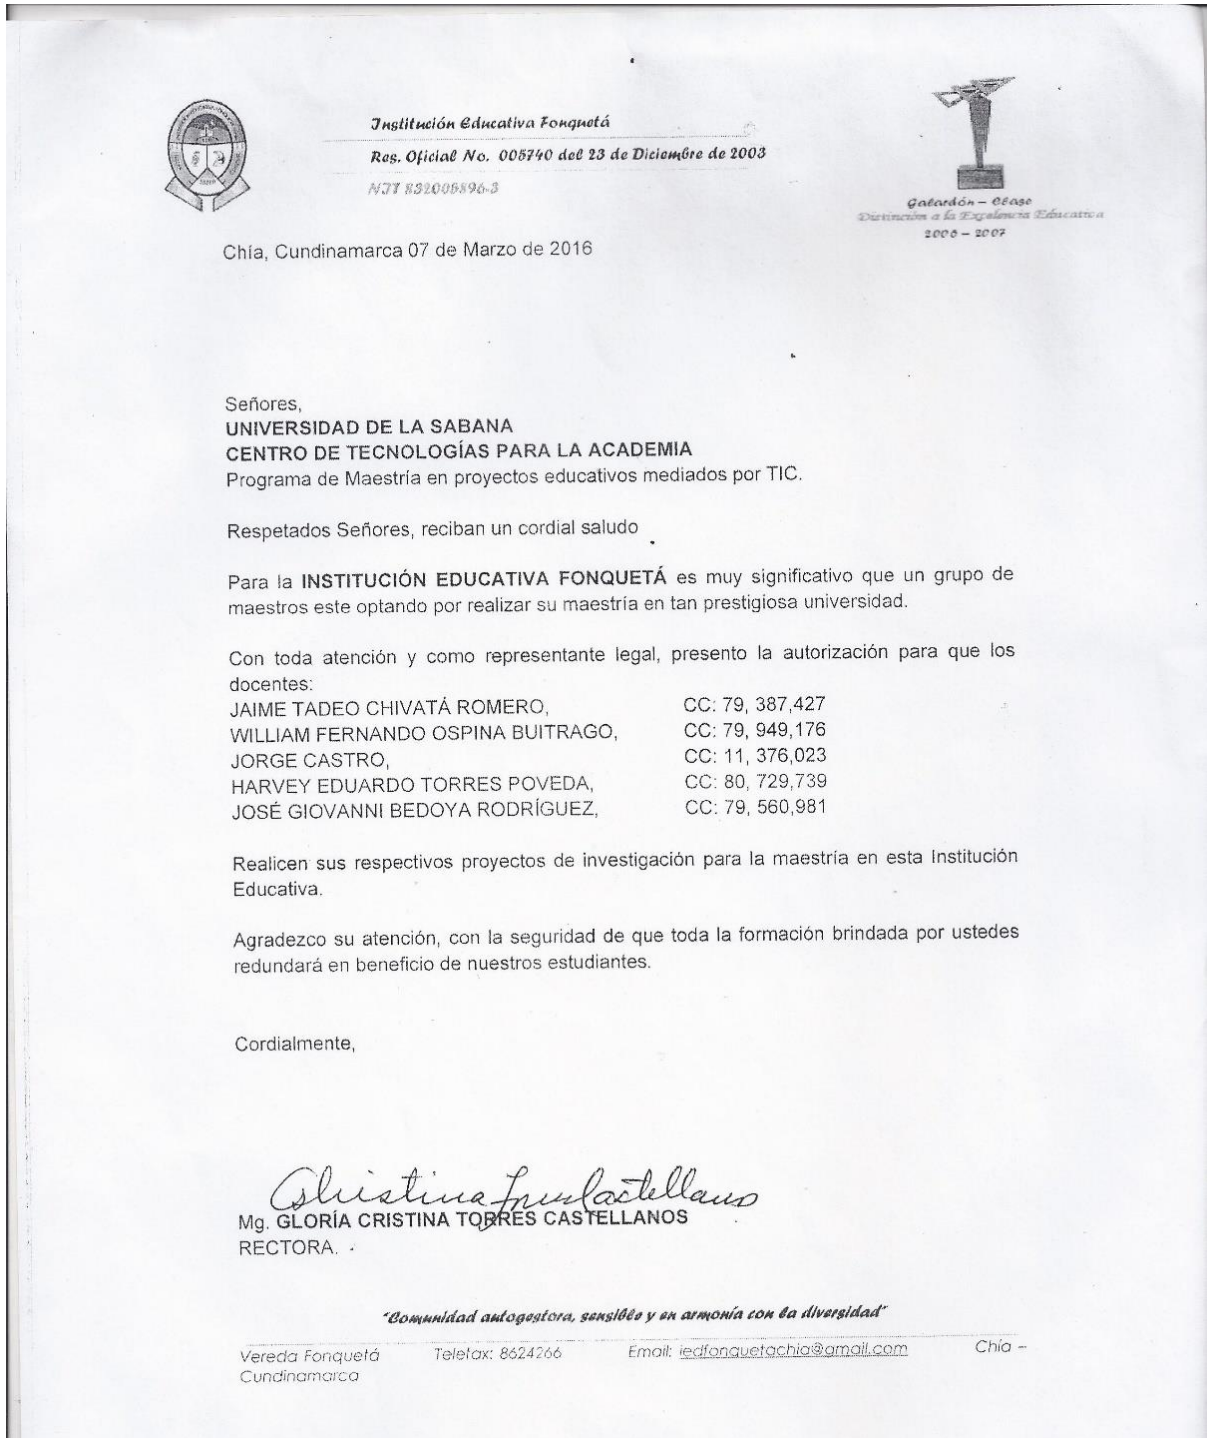 Institución Educativa Fonquetá
Res. Oficial No. 005740 del 23 de Diciembre de 2003
NIT 832005896-3
Galardón – Clase
Distinción a la Excelencia Educativa
2006 – 2007
Chía, Cundinamarca 07 de Marzo de 2016
Señores,
UNIVERSIDAD DE LA SABANA
CENTRO DE TECNOLOGÍAS PARA LA ACADEMIA
Programa de Maestría en proyectos educativos mediados por TIC.
Respetados Señores, reciban un cordial saludo
Para la INSTITUCIÓN EDUCATIVA FONQUETÁ es muy significativo que un grupo de
maestros este optando por realizar su maestría en tan prestigiosa universidad.
Con toda atención y como representante legal, presento la autorización para que los
docentes:
JAIME TADEO CHIVATÁ ROMERO, CC: 79, 387,427
WILLIAM FERNANDO OSPINA BUITRAGO, CC: 79, 949,176
JORGE CASTRO, CC: 11, 376,023
HARVEY EDUARDO TORRES POVEDA, CC: 80, 729,739
JOSÉ GIOVANNI BEDOYA RODRÍGUEZ, CC: 79, 560,981
Realicen sus respectivos proyectos de investigación para la maestría en esta Institución
Educativa.
Agradezco su atención, con la seguridad de que toda la formación brindada por ustedes
redundará en beneficio de nuestros estudiantes.
Cordialmente,
Mg. GLORÍA CRISTINA TORRES CASTELLANOS
RECTORA.
"Comunidad autogestora, sensible y en armonía con la diversidad"
Vereda Fonquetá Telefax: 8624266 Email: iedfonquetachia@gmail.com Chía –
Cundinamarca